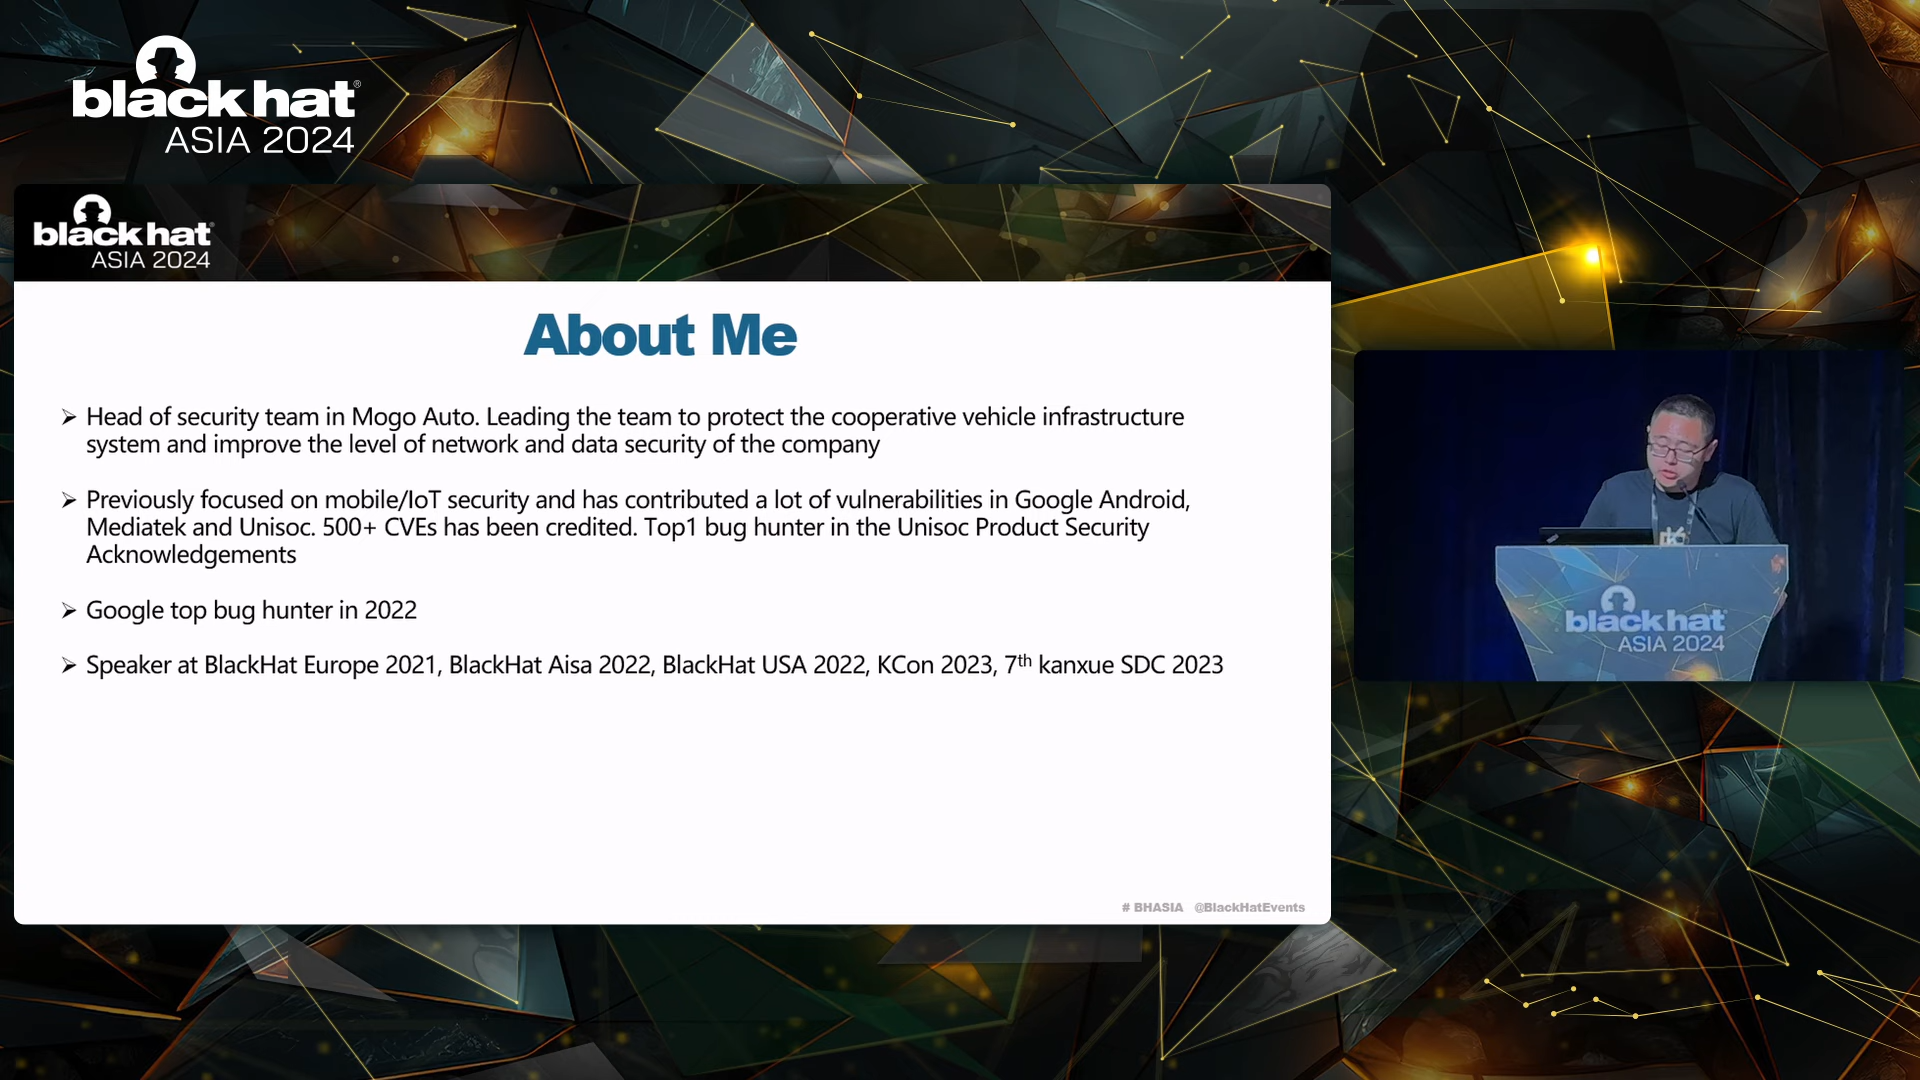 black hat®
ASIA 2024
black hat®
ASIA 2024
About Me
➢ Head of security team in Mogo Auto. Leading the team to protect the cooperative vehicle infrastructure
system and improve the level of network and data security of the company
➢ Previously focused on mobile/IoT security and has contributed a lot of vulnerabilities in Google Android,
Mediatek and Unisoc. 500+ CVEs has been credited. Top1 bug hunter in the Unisoc Product Security
Acknowledgements
➢ Google top bug hunter in 2022
➢ Speaker at BlackHat Europe 2021, BlackHat Aisa 2022, BlackHat USA 2022, KCon 2023, 7th kanxue SDC 2023
# BHASIA @BlackHatEvents
black hat
ASIA 2024